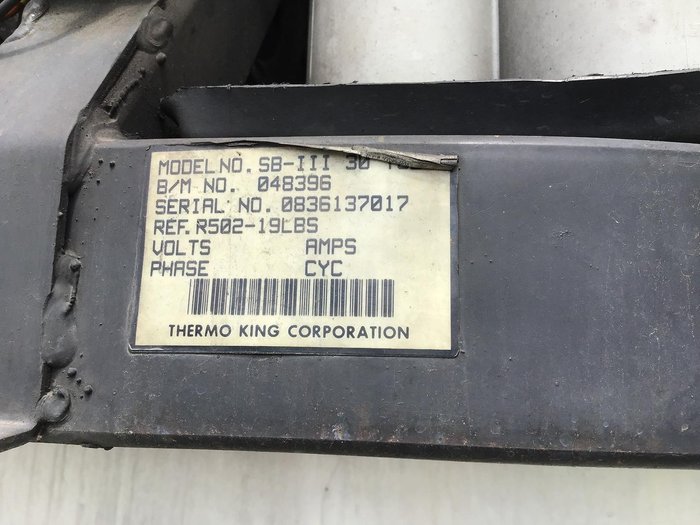 MODEL NO. SB-III 30
B/M NO. 048396
SERIAL NO. 0836137017
REF. R502-19LBS
VOLTS AMPS
PHASE CYC
THERMO KING CORPORATION